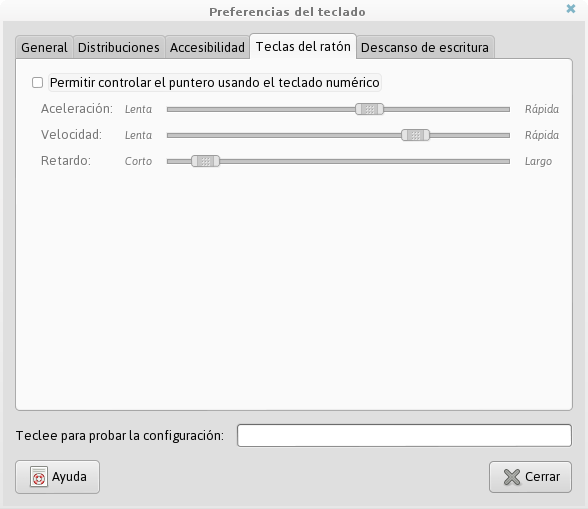 Preferencias del teclado
General Distribuciones Accesibilidad Teclas del ratón Descanso de escritura
Permitir controlar el puntero usando el teclado numérico
Aceleración: Lenta Rápida
Velocidad: Lenta Rápida
Retardo: Corto Largo
Teclee para probar la configuración:
Ayuda Cerrar